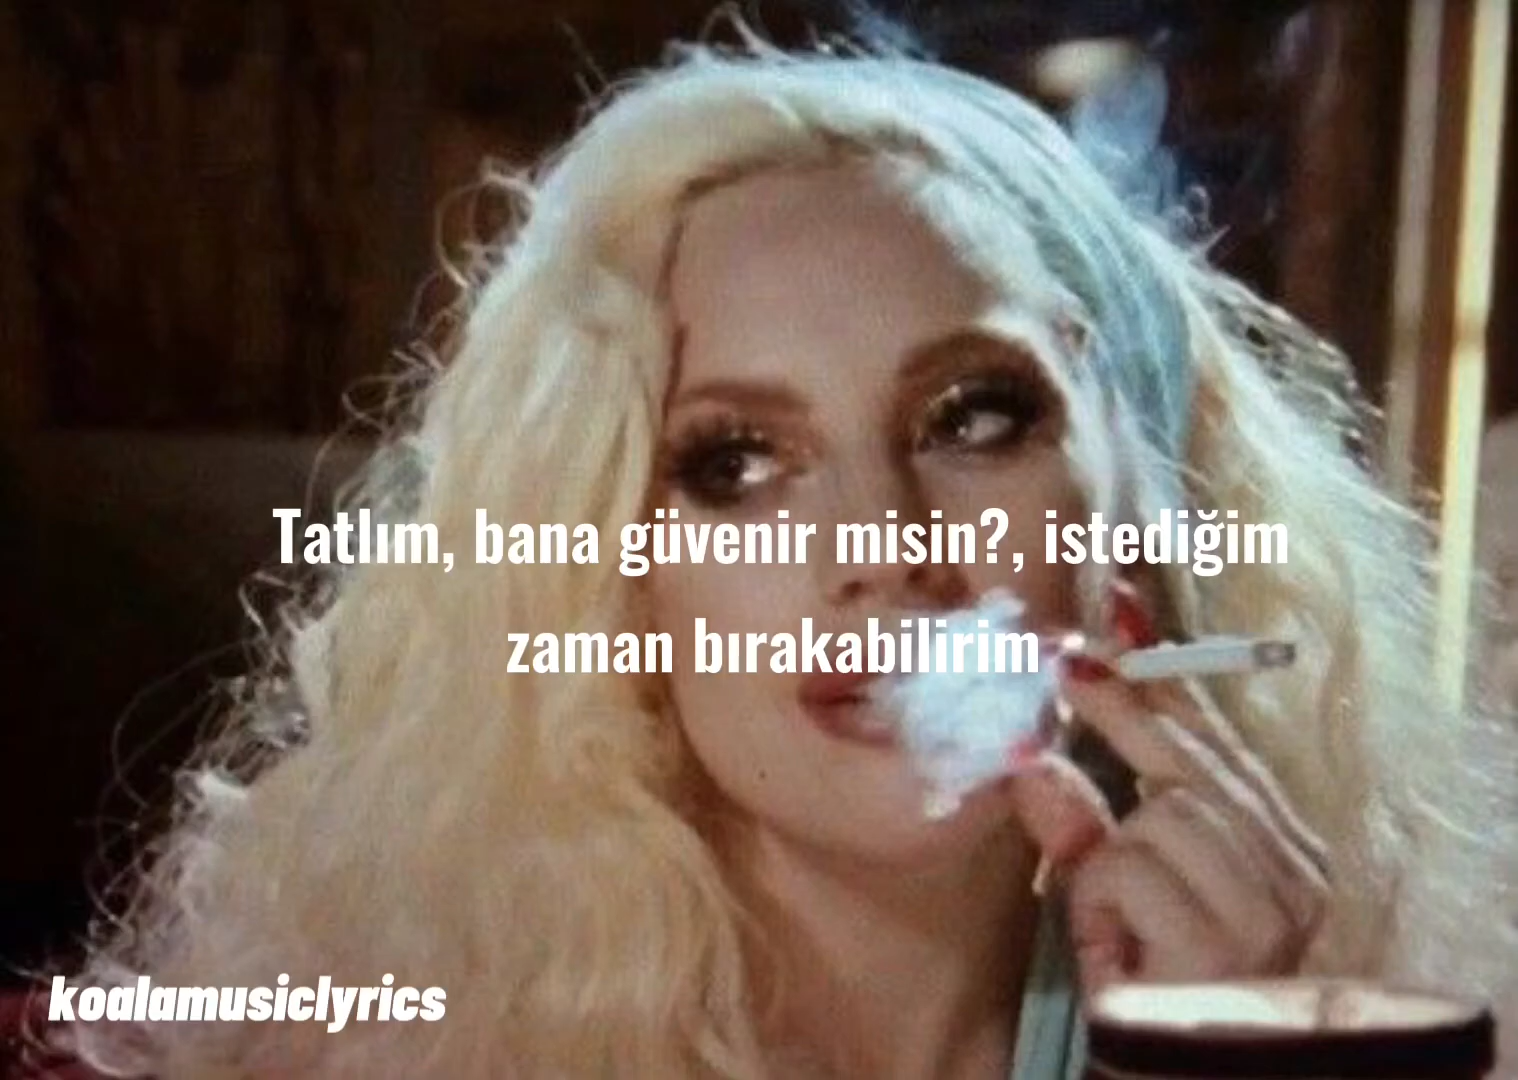 Tatlım, bana güvenir misin?, istediğim
zaman bırakabilirim
koalamusiclyrics